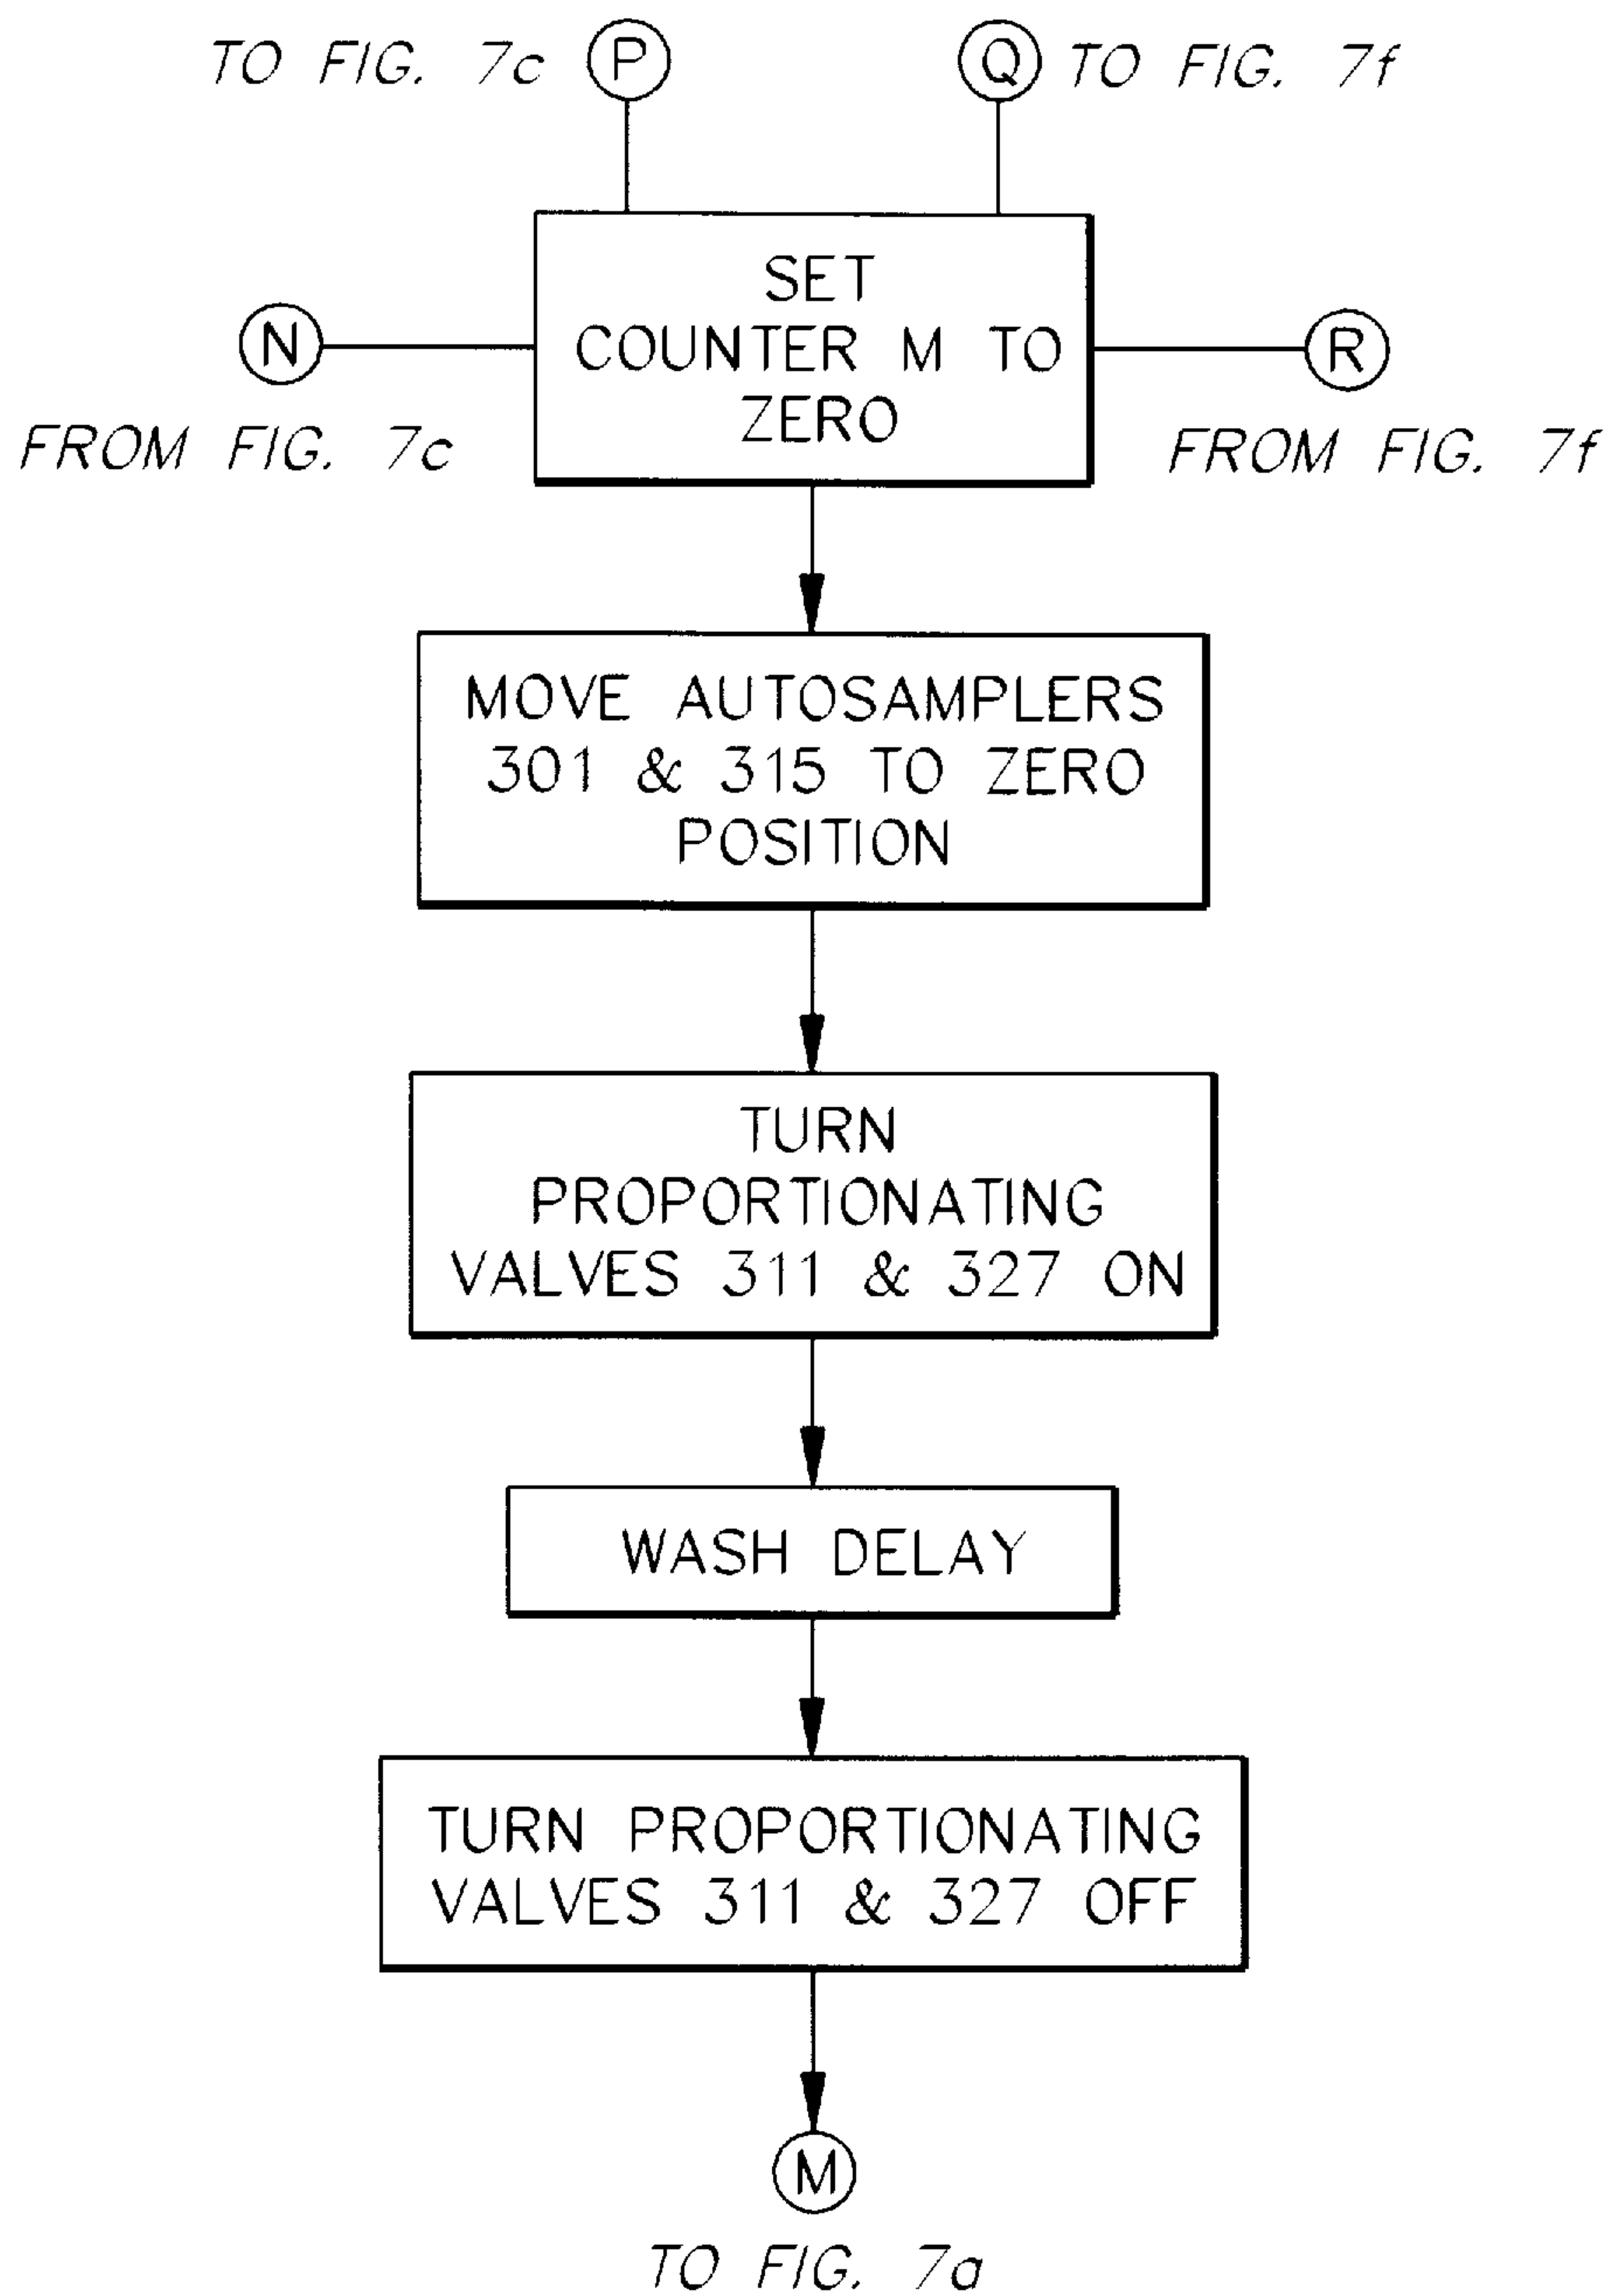 TO FIG. 7c P
Q TO FIG. 7f
SET
COUNTER M TO
ZERO
N
FROM FIG. 7c
R
FROM FIG. 7f
MOVE AUTOSAMPLERS
301 & 315 TO ZERO
POSITION
TURN
PROPORTIONATING
VALVES 311 & 327 ON
WASH DELAY
TURN PROPORTIONATING
VALVES 311 & 327 OFF
M
TO FIG. 7a